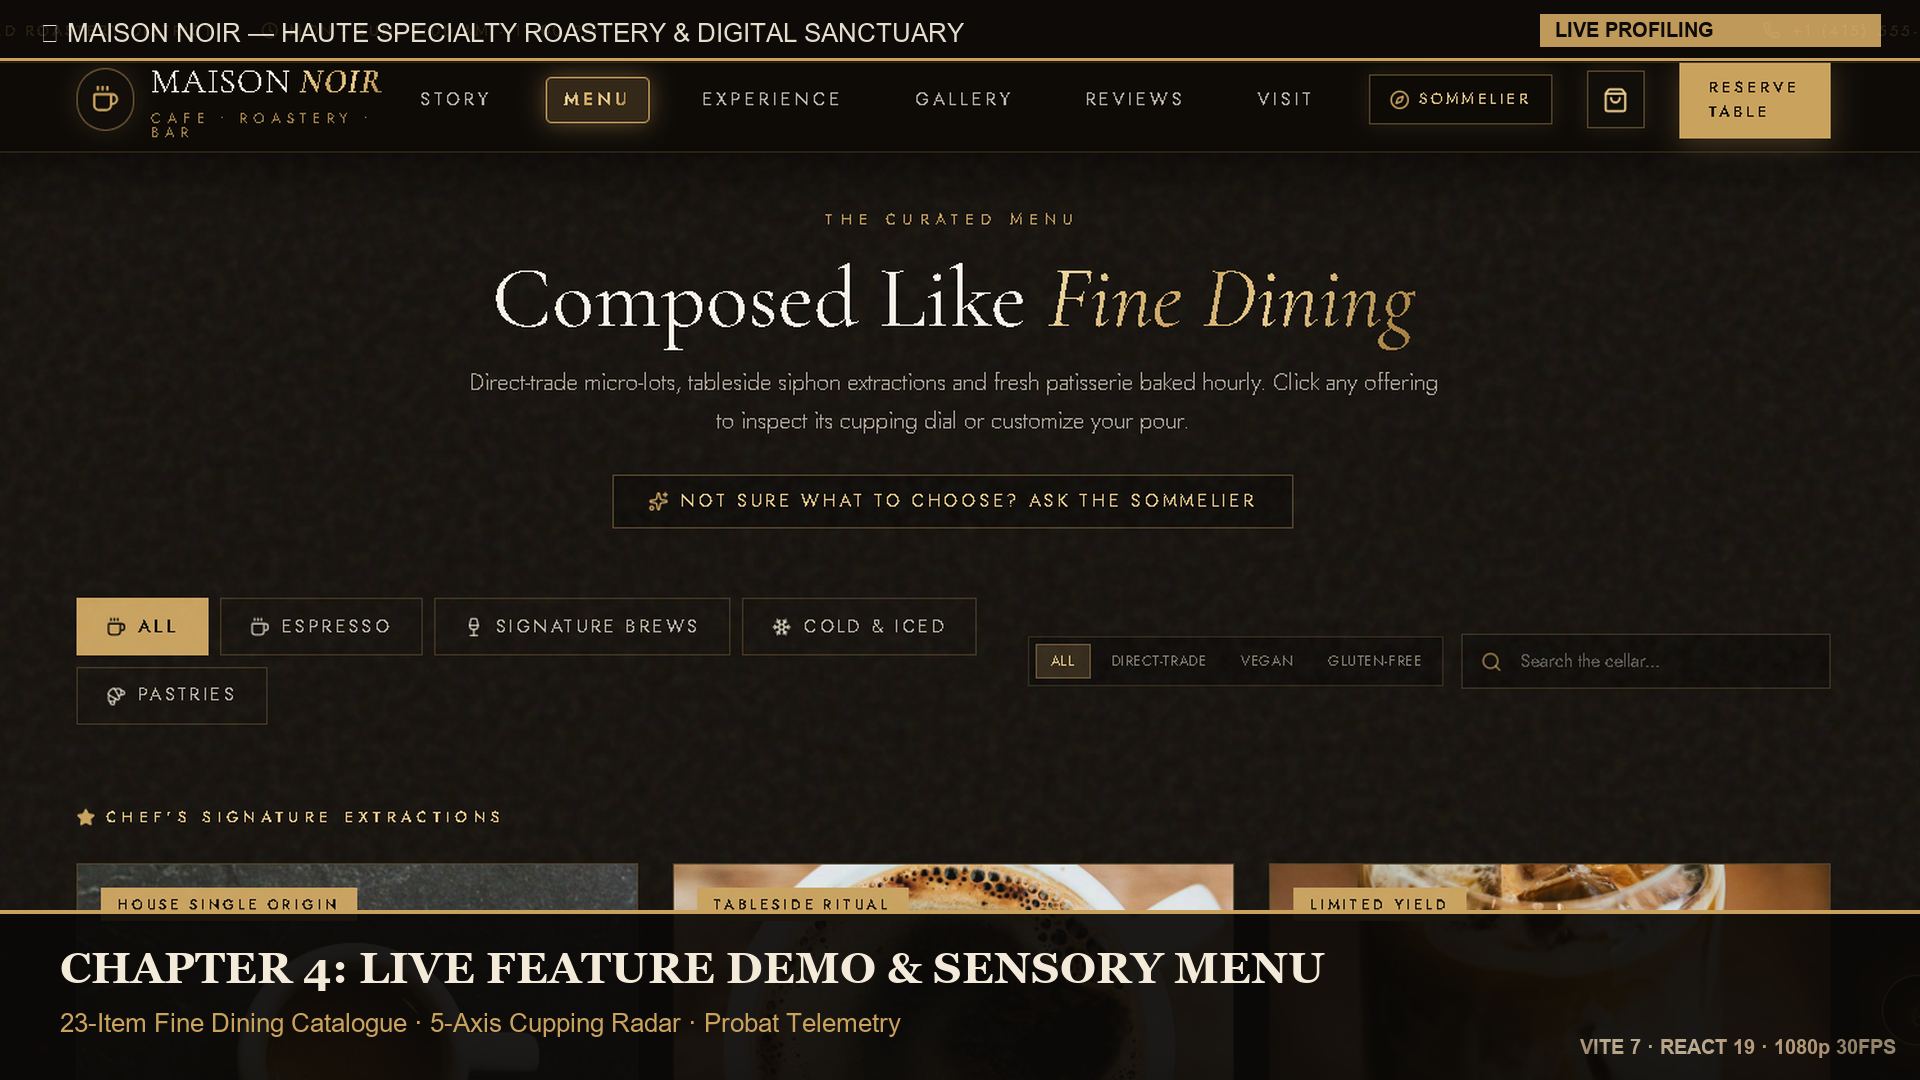 MAISON NOIR — HAUTE SPECIALTY ROASTERY & DIGITAL SANCTUARY
LIVE PROFILING
MAISON NOIR
CAFE · ROASTERY ·
BAR
STORY
MENU
EXPERIENCE
GALLERY
REVIEWS
VISIT
SOMMELIER
RESERVE
TABLE
THE CURATED MENU
Composed Like Fine Dining
Direct-trade micro-lots, tableside siphon extractions and fresh patisserie baked hourly. Click any offering
to inspect its cupping dial or customize your pour.
NOT SURE WHAT TO CHOOSE? ASK THE SOMMELIER
ALL
ESPRESSO
SIGNATURE BREWS
COLD & ICED
PASTRIES
ALL
DIRECT-TRADE
VEGAN
GLUTEN-FREE
Search the cellar...
CHEF'S SIGNATURE EXTRACTIONS
HOUSE SINGLE ORIGIN
TABLESIDE RITUAL
LIMITED YIELD
CHAPTER 4: LIVE FEATURE DEMO & SENSORY MENU
23-Item Fine Dining Catalogue · 5-Axis Cupping Radar · Probat Telemetry
VITE 7 · REACT 19 · 1080p 30FPS